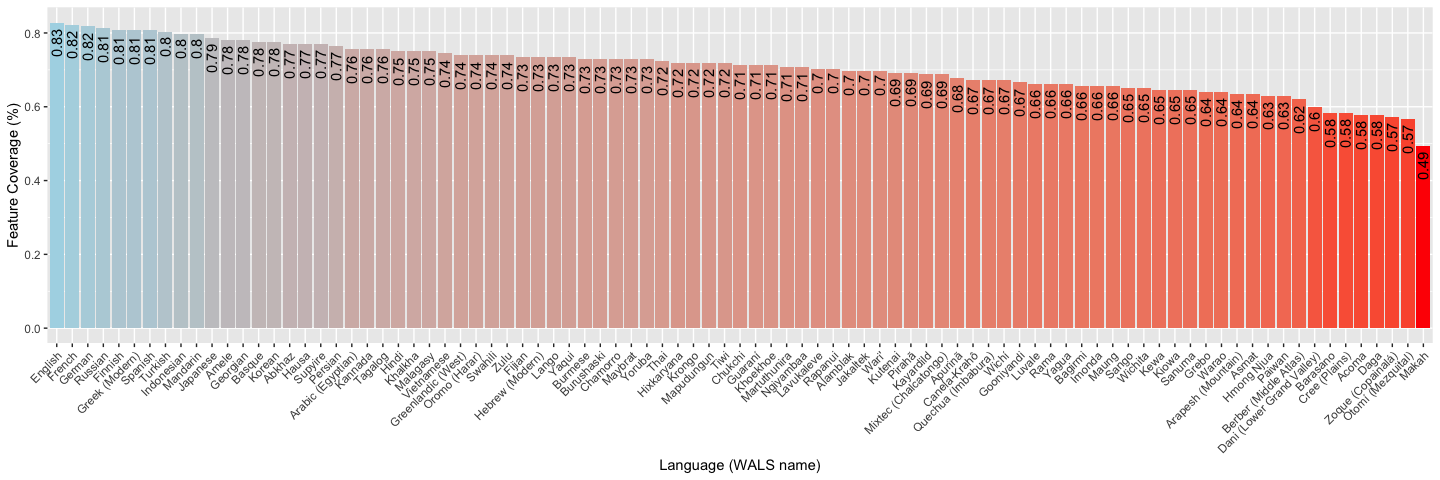 Feature Coverage (%)
0.8
0.6
0.4
0.2
0.0
0.83
0.82
0.82
0.81
0.81
0.81
0.81
0.8
0.8
0.8
0.79
0.78
0.78
0.78
0.78
0.77
0.77
0.77
0.77
0.76
0.76
0.76
0.75
0.75
0.75
0.74
0.74
0.74
0.74
0.74
0.73
0.73
0.73
0.73
0.73
0.73
0.73
0.73
0.73
0.72
0.72
0.72
0.72
0.72
0.71
0.71
0.71
0.71
0.71
0.7
0.7
0.7
0.7
0.7
0.69
0.69
0.69
0.69
0.68
0.67
0.67
0.67
0.67
0.66
0.66
0.66
0.66
0.66
0.66
0.65
0.65
0.65
0.65
0.65
0.64
0.64
0.64
0.64
0.63
0.63
0.62
0.6
0.58
0.58
0.58
0.58
0.57
0.57
0.49
English
French
German
Russian
Finnish
Greek (Modern)
Spanish
Turkish
Indonesian
Mandarin
Japanese
Amele
Georgian
Basque
Korean
Abkhaz
Hausa
Supyire
Persian
Arabic (Egyptian)
Kannada
Tagalog
Hindi
Khalkha
Malagasy
Vietnamese
Greenlandic (West)
Oromo (Harar)
Swahili
Zulu
Fijian
Hebrew (Modern)
Lango
Yaqui
Burmese
Burushaski
Chamorro
Maybrat
Yoruba
Thai
Hixkaryana
Krongo
Mapudungun
Tiwi
Chukchi
Guaraní
Khoekhoe
Martuthunira
Ngiyambaa
Lavukaleve
Rapanui
Alamblak
Jakaltek
Wari'
Kutenai
Pirahã
Kayardild
Mixtec (Chalcatongo)
Apurinã
Canela-Krahô
Quechua (Imbabura)
Wichí
Gooniyandi
Luvale
Rama
Yagua
Bagirmi
Imonda
Maung
Sango
Wichita
Kewa
Kiowa
Sanuma
Grebo
Warao
Arapesh (Mountain)
Asmat
Hmong Njua
Paiwan
Berber (Middle Atlas)
Dani (Lower Grand Valley)
Barasano
Cree (Plains)
Acoma
Daga
Zoque (Copainalá)
Otomí (Mezquital)
Makah
Language (WALS name)